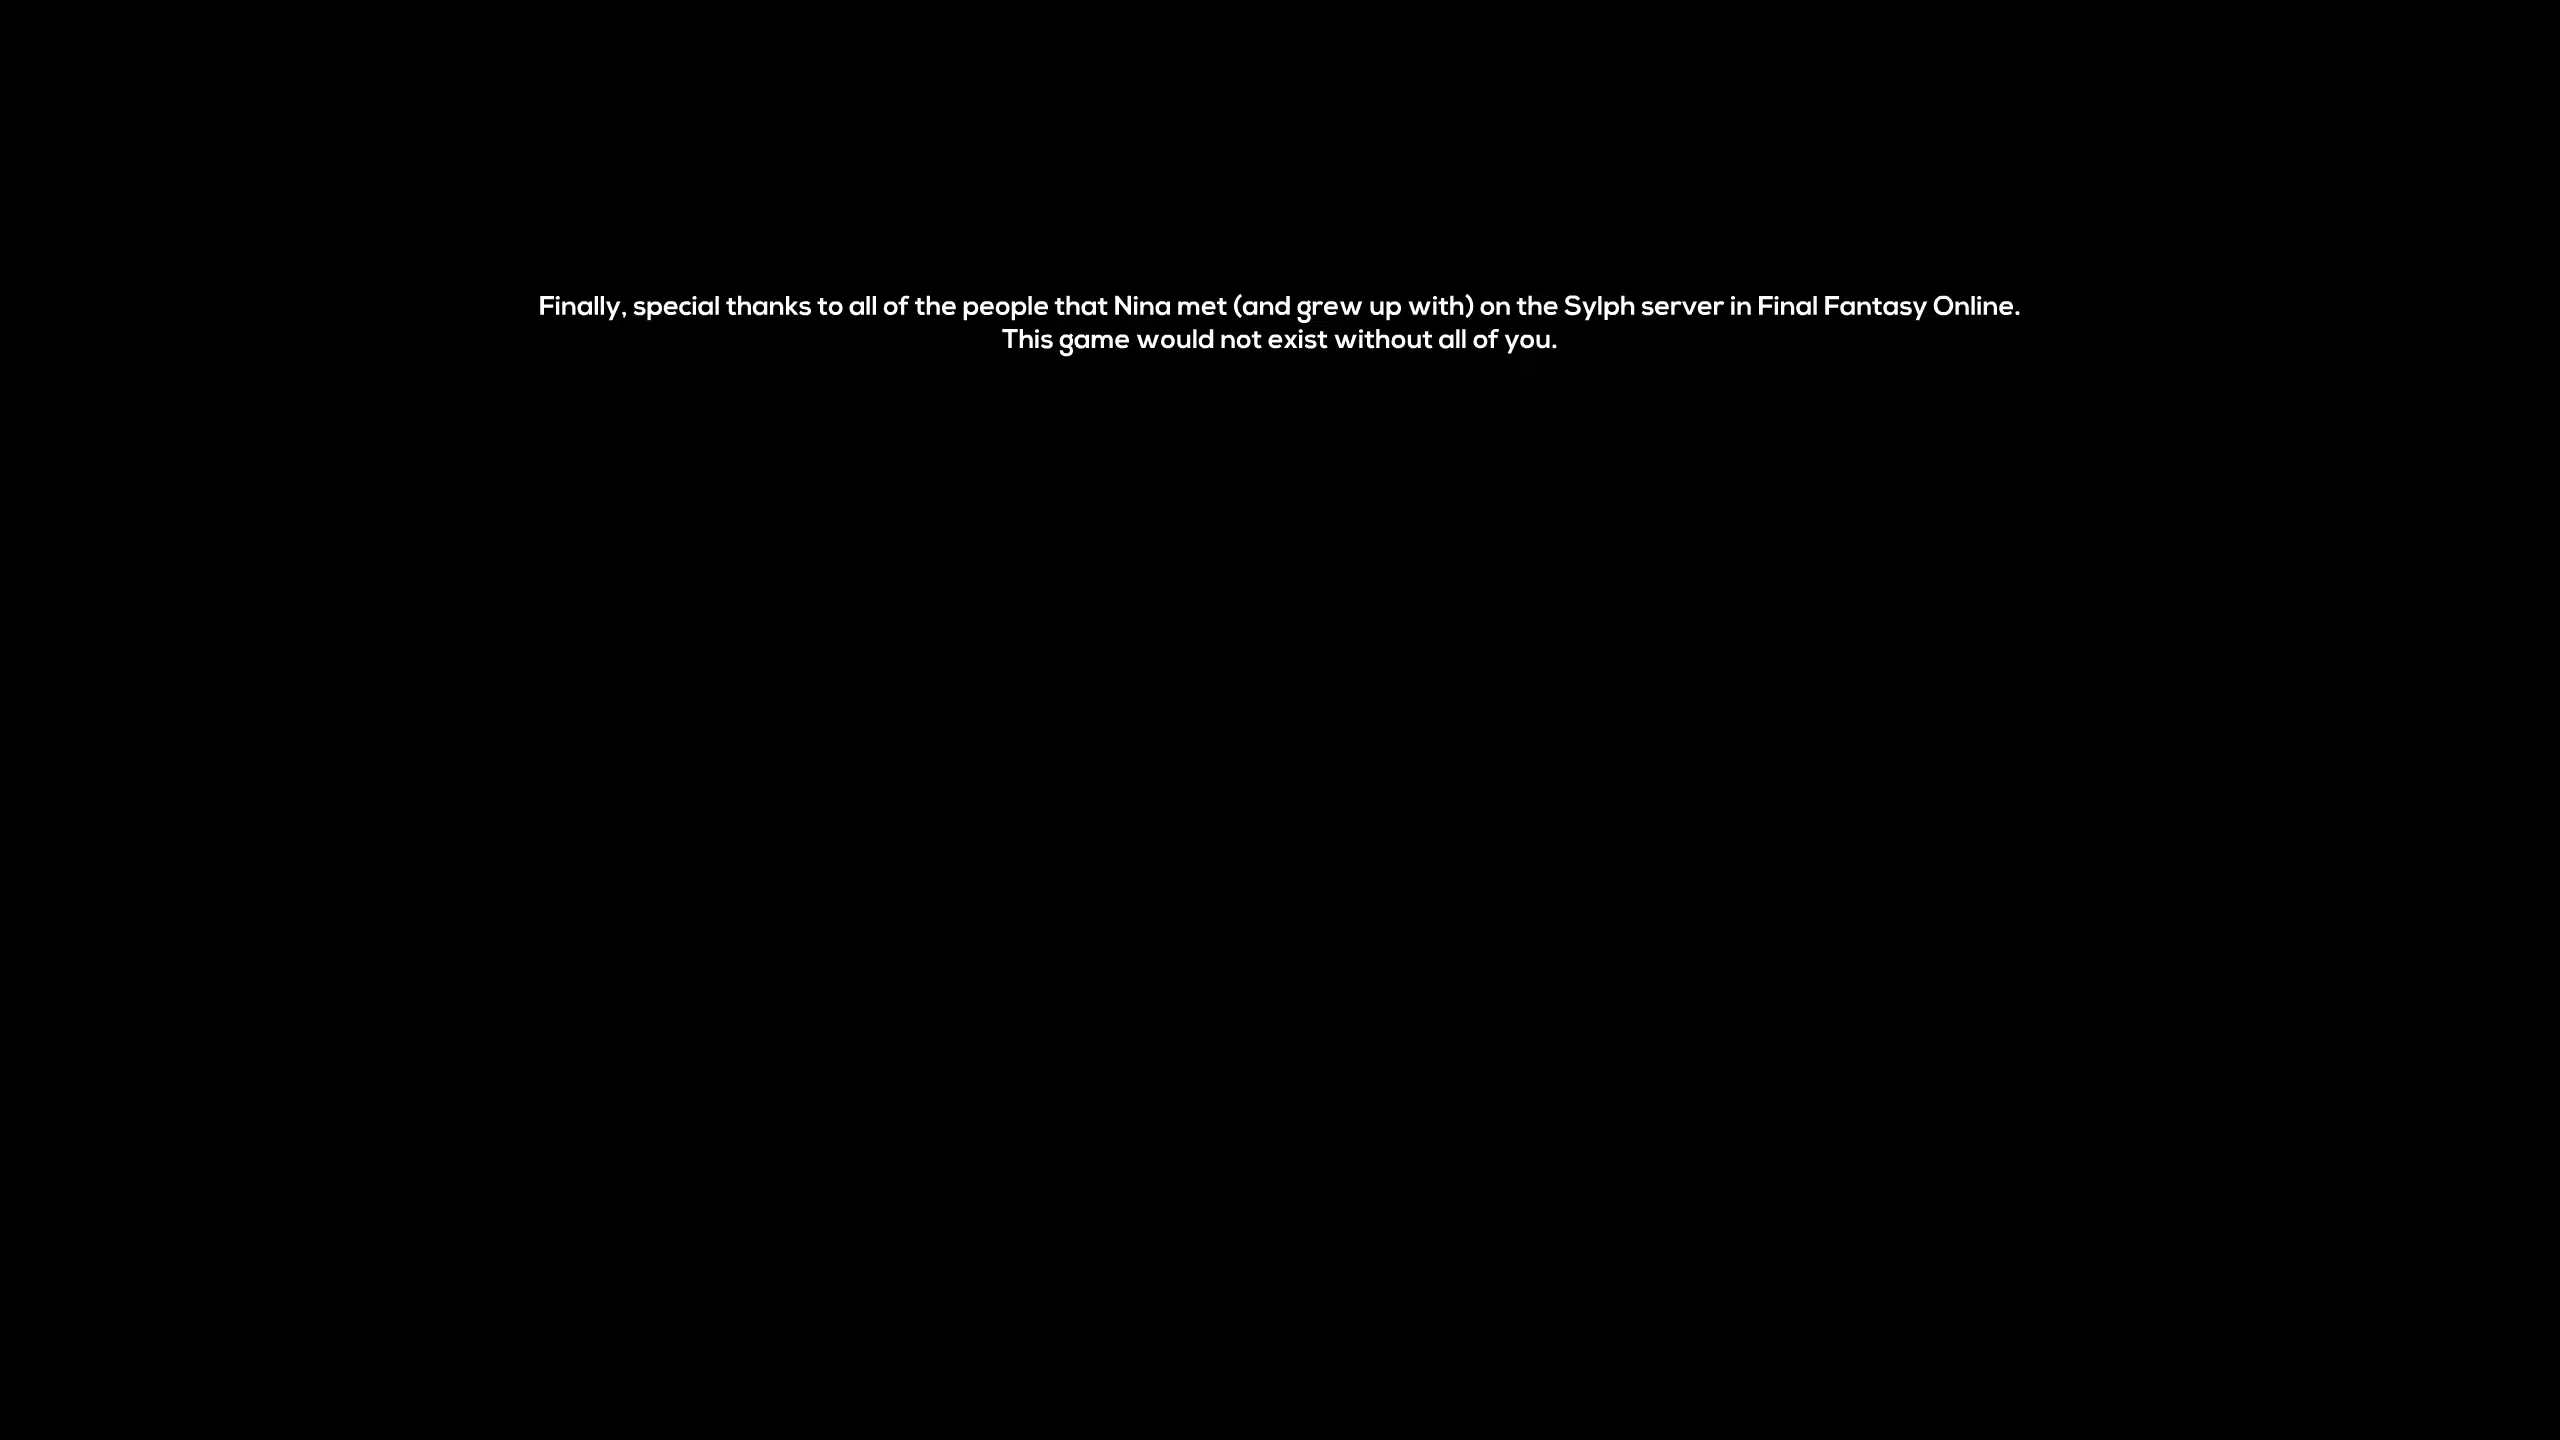 Finally, special thanks to all of the people that Nina met (and grew up with) on the Sylph server in Final Fantasy Online.
This game would not exist without all of you.